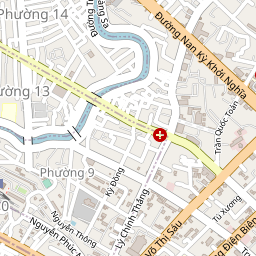 Phường 14
Đường Nam Kỳ Khởi Nghĩa
Phường 13
Trần Quốc Toản
Phường 9
Kỳ Đồng
Lý Chính Thắng
Tú Xương
Võ Thị Sáu
Nguyễn Thông
Nguyễn Phúc
Điện Biên